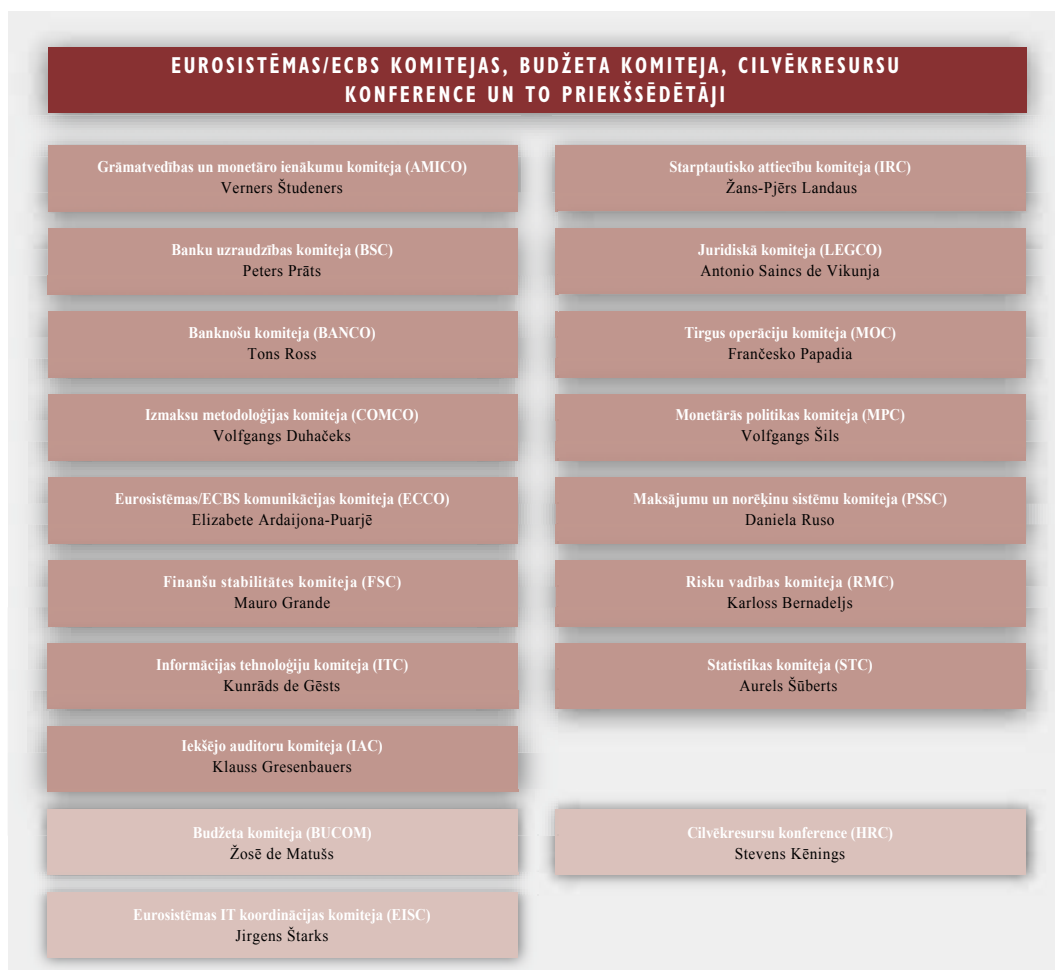 EUROSISTĒMAS/ECBS KOMITEJAS, BUDŽETA KOMITEJA, CILVĒKRESURSU
KONFERENCE UN TO PRIEKŠSĒDĒTĀJI
Grāmatvedības un monetāro ienākumu komiteja (AMICO)
Verners Študeners
Banku uzraudzības komiteja (BSC)
Peters Prāts
Banknošu komiteja (BANCO)
Tons Ross
Izmaksu metodoloģijas komiteja (COMCO)
Volfgangs Duhačeks
Eurosistēmas/ECBS komunikācijas komiteja (ECCO)
Elizabete Ardaijona-Puarjē
Finanšu stabilitātes komiteja (FSC)
Mauro Grande
Informācijas tehnoloģiju komiteja (ITC)
Kunrāds de Gēsts
Iekšējo auditoru komiteja (IAC)
Klauss Gresenbauers
Budžeta komiteja (BUCOM)
Žosē de Matušs
Eurosistēmas IT koordinācijas komiteja (EISC)
Jirgens Štarks
Starptautisko attiecību komiteja (IRC)
Žans-Pjērs Landaus
Juridiskā komiteja (LEGCO)
Antonio Saincs de Vikunja
Tirgus operāciju komiteja (MOC)
Frančesko Papadia
Monetārās politikas komiteja (MPC)
Volfgangs Šils
Maksājumu un norēķinu sistēmu komiteja (PSSC)
Daniela Ruso
Risku vadības komiteja (RMC)
Karloss Bernadeljs
Statistikas komiteja (STC)
Aurels Šūberts
Cilvēkresursu konference (HRC)
Stevens Kēnings